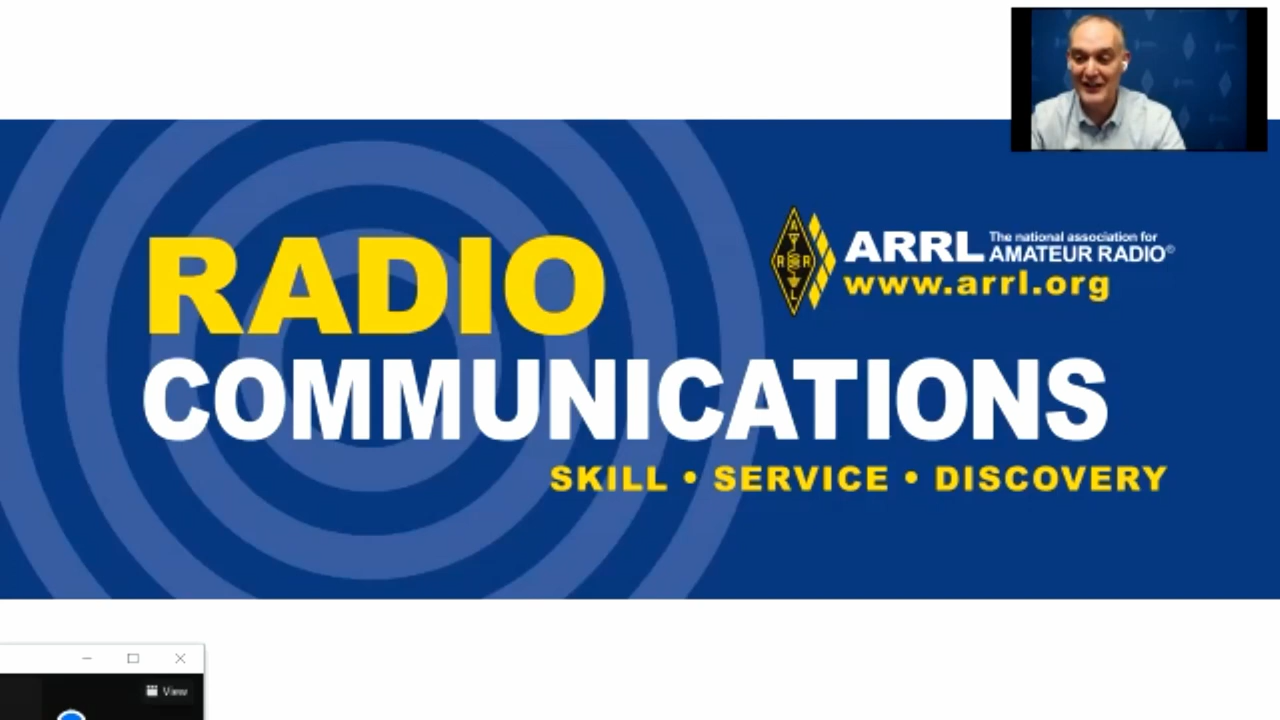 RADIO
COMMUNICATIONS
SKILL • SERVICE • DISCOVERY
A
R R
L
ARRL
The national association for
AMATEUR RADIO®
www.arrl.org
View